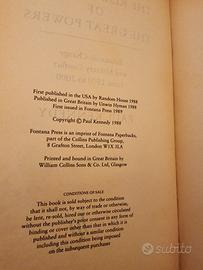 THE RISE
THE GREAT POWERS
First published in the USA by Random House 1988
Published in Great Britain by Unwin Hyman 1988
First issued in Fontana Press 1989
Copyright © Paul Kennedy 1988
Fontana Press is an imprint of Fontana Paperbacks,
part of the Collins Publishing Group,
8 Grafton Street, London W1X 3LA
Printed and bound in Great Britain by
William Collins Sons & Co. Ltd, Glasgow
CONDITIONS OF SALE
This book is sold subject to the condition
that it shall not, by way of trade or otherwise,
be lent, re-sold, hired out or otherwise circulated
without the publisher's prior consent in any form of
binding or cover other than that in which it is
published and without a similar condition
including this condition being imposed
on the subsequent purchaser
subito